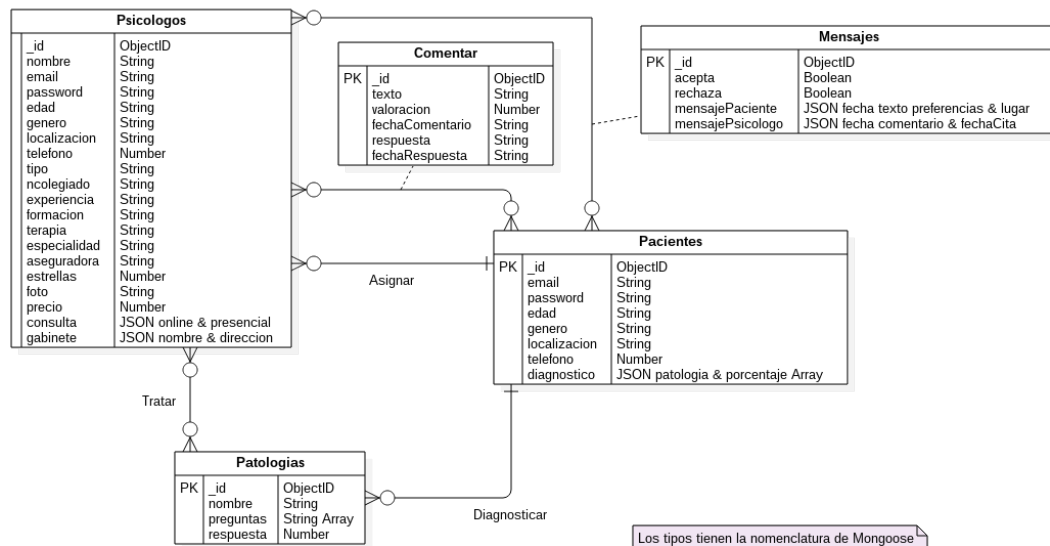 Psicologos
_id ObjectID
nombre String
email String
password String
edad String
genero String
localizacion String
telefono Number
tipo String
ncolegiado String
experiencia String
formacion String
terapia String
especialidad String
aseguradora String
estrellas Number
foto String
precio Number
consulta JSON online & presencial
gabinete JSON nombre & direccion
Comentar
PK _id ObjectID
texto String
valoracion Number
fechaComentario String
respuesta String
fechaRespuesta String
Mensajes
PK _id ObjectID
acepta Boolean
rechaza Boolean
mensajePaciente JSON fecha texto preferencias & lugar
mensajePsicologo JSON fecha comentario & fechaCita
Asignar
Pacientes
PK _id ObjectID
email String
password String
edad String
genero String
localizacion String
telefono Number
diagnostico JSON patologia & porcentaje Array
Tratar
Patologias
PK _id ObjectID
nombre String
preguntas String Array
respuesta Number
Diagnosticar
Los tipos tienen la nomenclatura de Mongoose